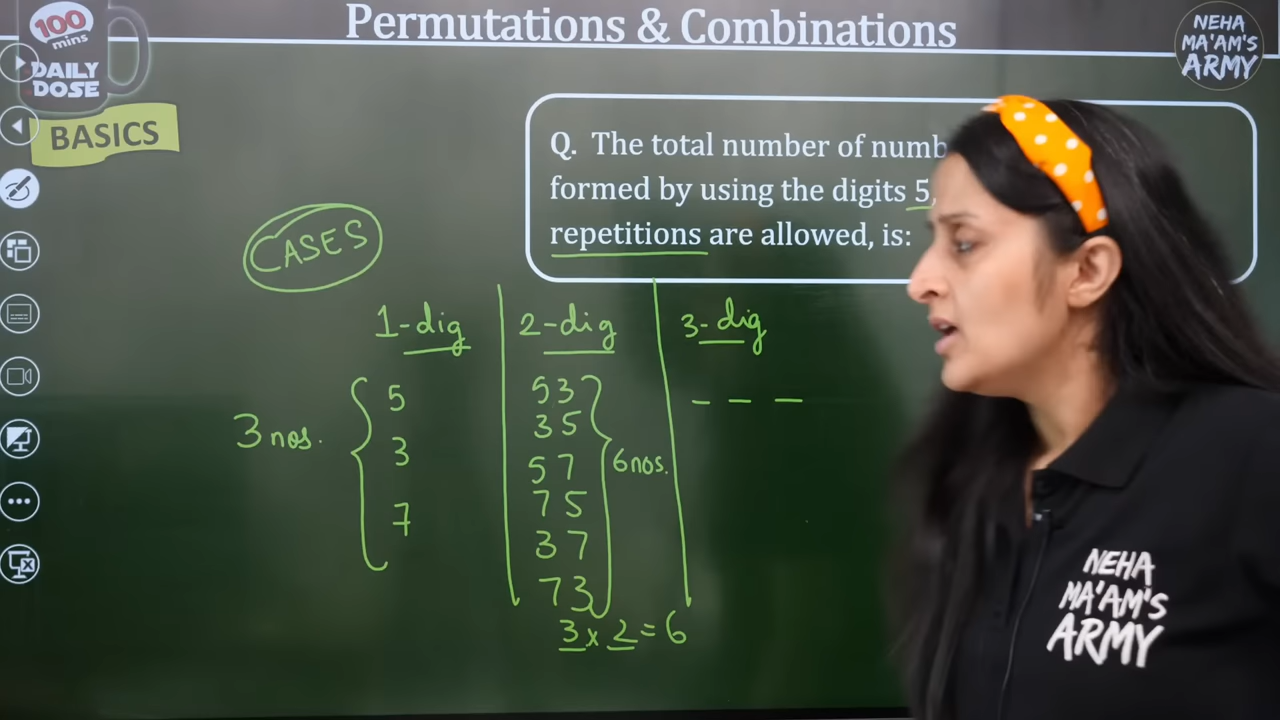 100
mins
DAILY
DOSE
Permutations & Combinations
NEHA
MA'AM'S
ARMY
BASICS
Q. The total number of
formed by using the digits 5,
repetitions are allowed, is:
CASES
1-dig
2-dig
3-dig
5
3
7
3 nos.
53
35
57
75
37
73
6 nos.
3 x 2 = 6
_ _ _
NEHA
MA'AM'S
ARMY